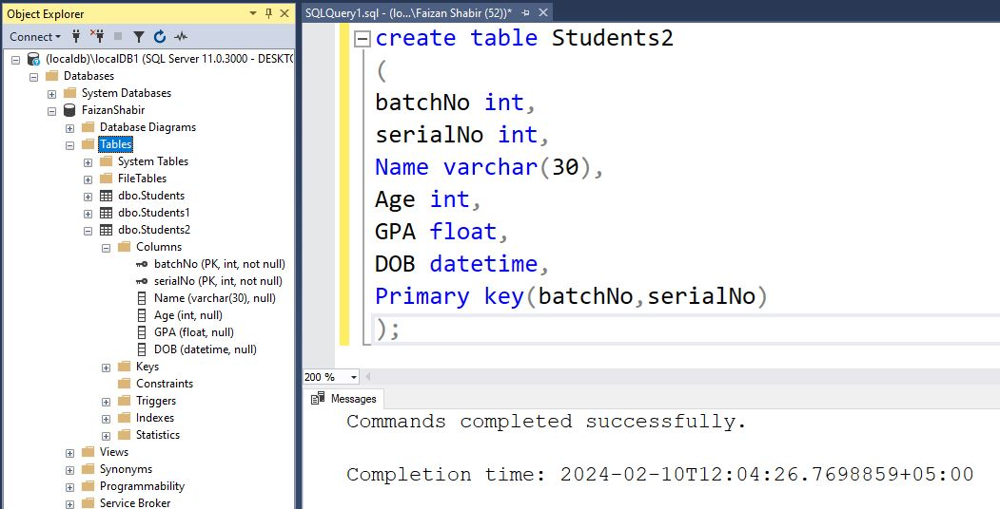 Object Explorer
Connect
(localdb)\localDB1 (SQL Server 11.0.3000 - DESKTO
Databases
System Databases
FaizanShabir
Database Diagrams
Tables
System Tables
FileTables
dbo.Students
dbo.Students1
dbo.Students2
Columns
batchNo (PK, int, not null)
serialNo (PK, int, not null)
Name (varchar(30), null)
Age (int, null)
GPA (float, null)
DOB (datetime, null)
Keys
Constraints
Triggers
Indexes
Statistics
Views
Synonyms
Programmability
Service Broker
SQLQuery1.sql - (lo...\Faizan Shabir (52))*
create table Students2
(
batchNo int,
serialNo int,
Name varchar(30),
Age int,
GPA float,
DOB datetime,
Primary key(batchNo,serialNo)
);
200 %
Messages
Commands completed successfully.
Completion time: 2024-02-10T12:04:26.7698859+05:00